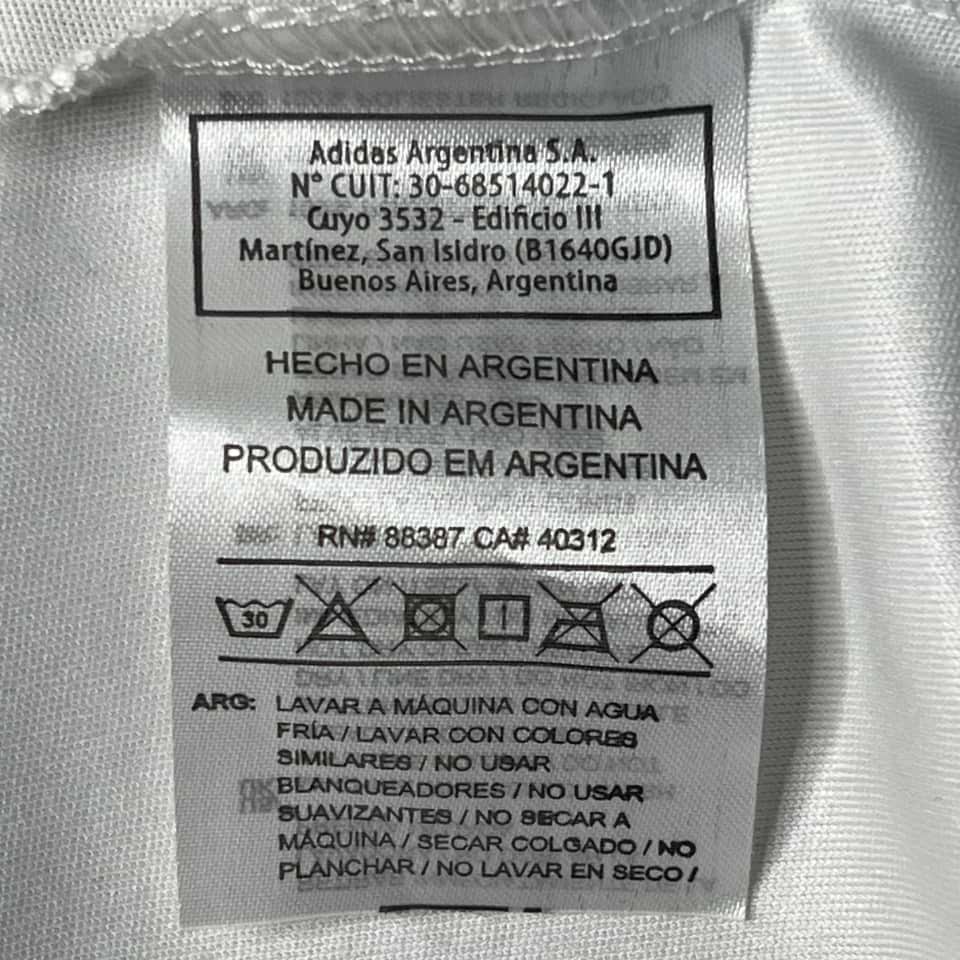 Adidas Argentina S.A.
N° CUIT: 30-68514022-1
Cuyo 3532 - Edificio III
Martínez, San Isidro (B1640GJD)
Buenos Aires, Argentina
HECHO EN ARGENTINA
MADE IN ARGENTINA
PRODUZIDO EM ARGENTINA
RN# 88387 CA# 40312
30
ARG: LAVAR A MÁQUINA CON AGUA
FRÍA / LAVAR CON COLORES
SIMILARES / NO USAR
BLANQUEADORES / NO USAR
SUAVIZANTES / NO SECAR A
MÁQUINA / SECAR COLGADO / NO
PLANCHAR / NO LAVAR EN SECO /